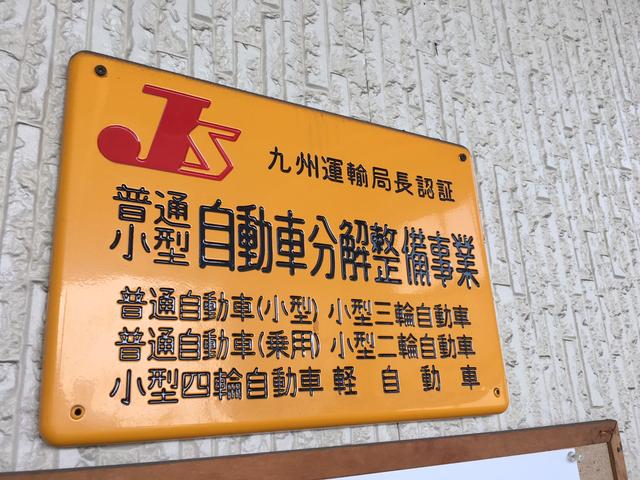 JS
九州運輸局長認証
普通
小型 自動車分解整備事業
普通自動車(小型) 小型三輪自動車
普通自動車(乗用) 小型二輪自動車
小型四輪自動車 軽自動車